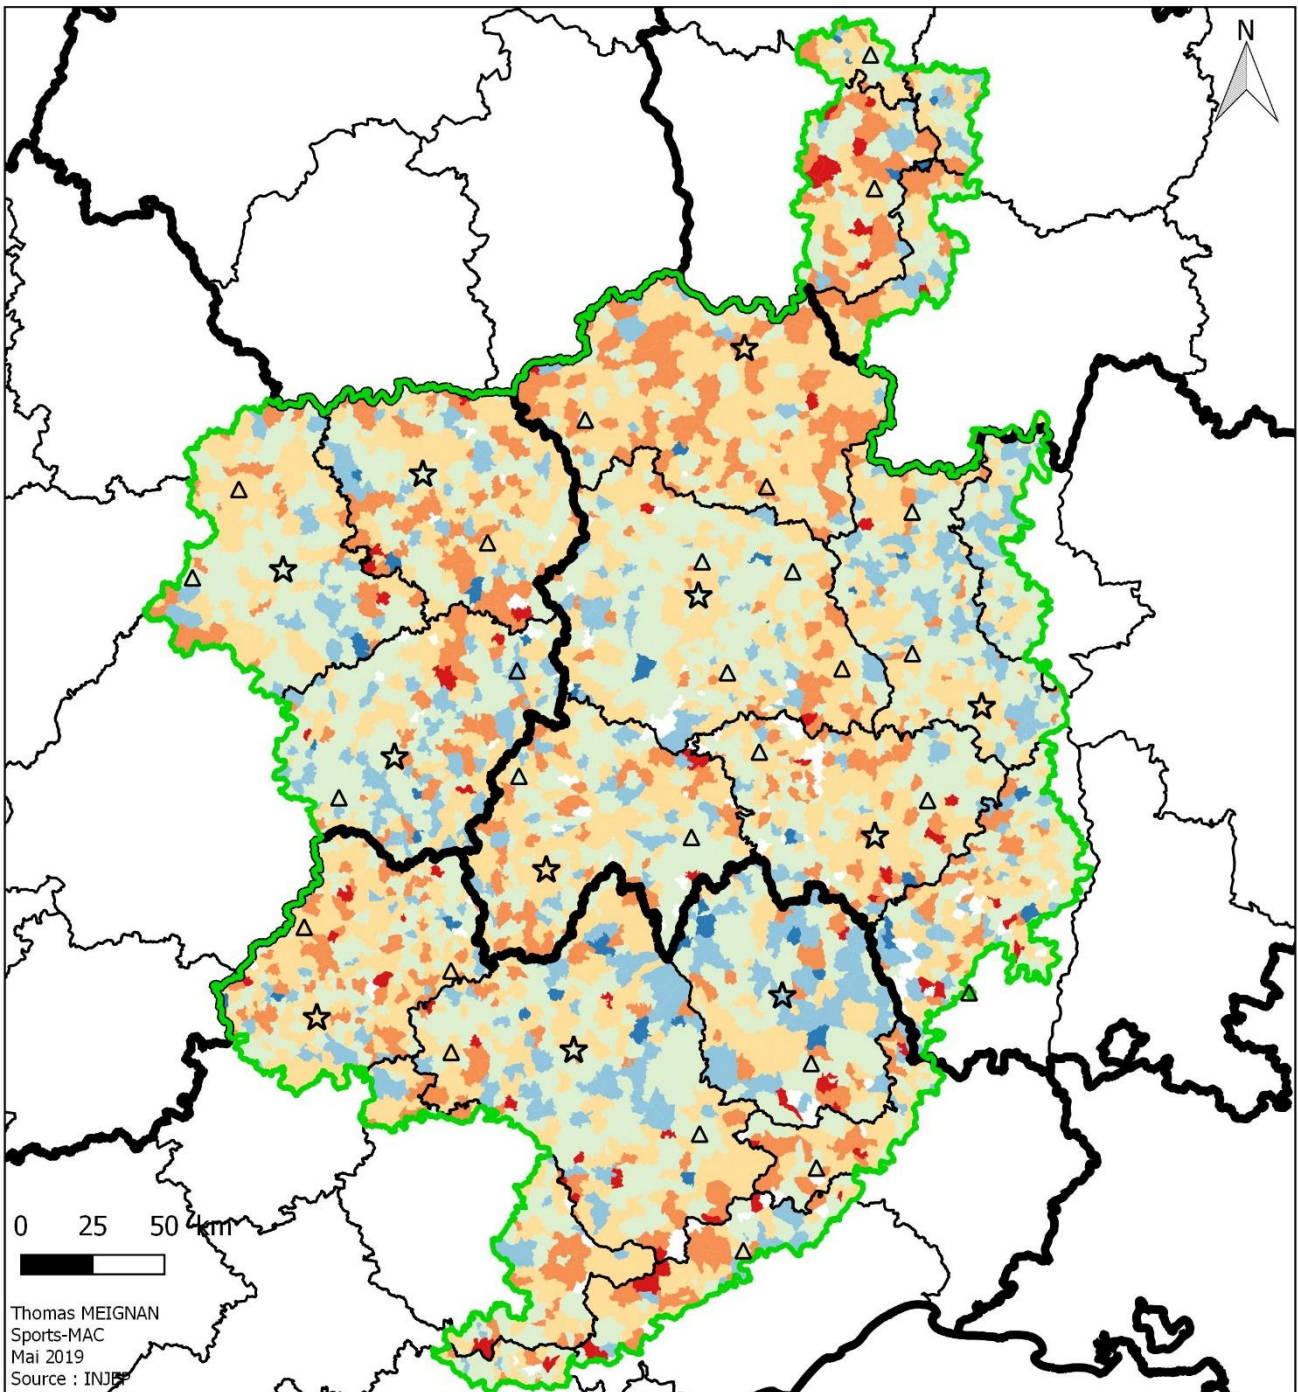 N
0 25 50 km
Thomas MEIGNAN
Sports-MAC
Mai 2019
Source : INJEP